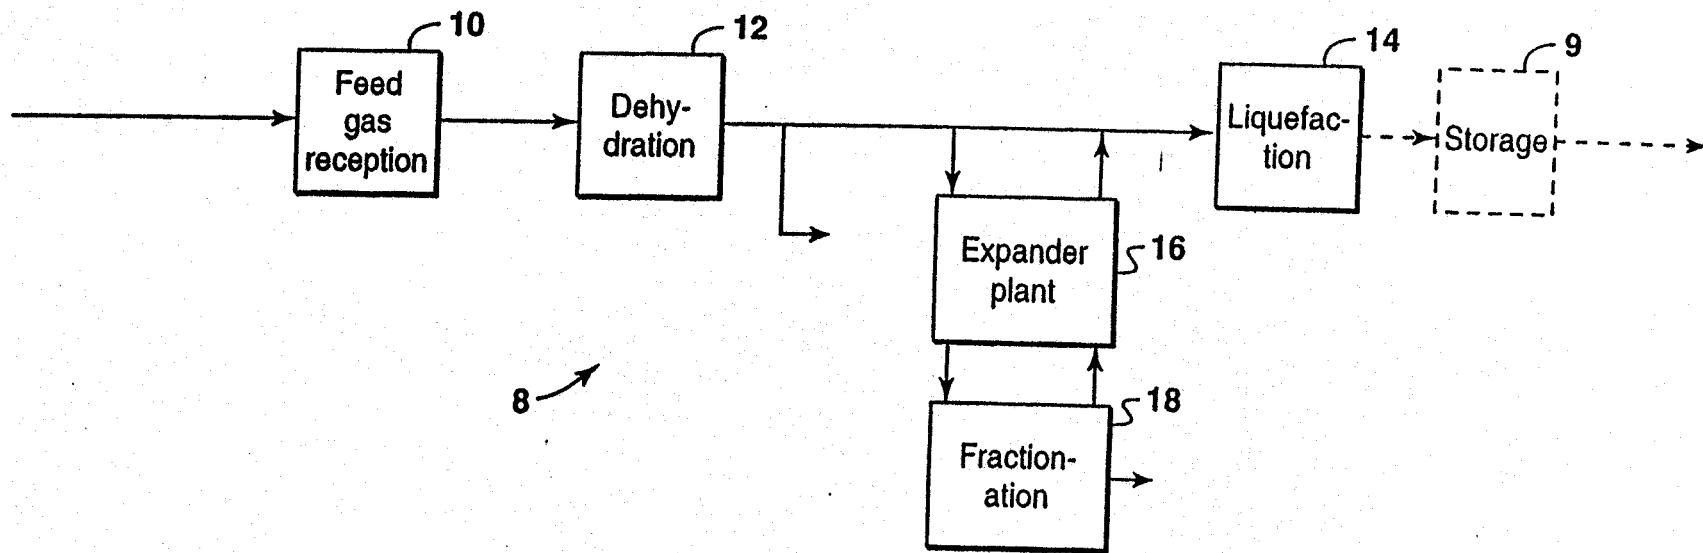 10
12
14
9
Feed
gas
reception
Dehy-
dration
Liquefac-
tion
Storage
Expander
plant
16
8
18
Fraction-
ation